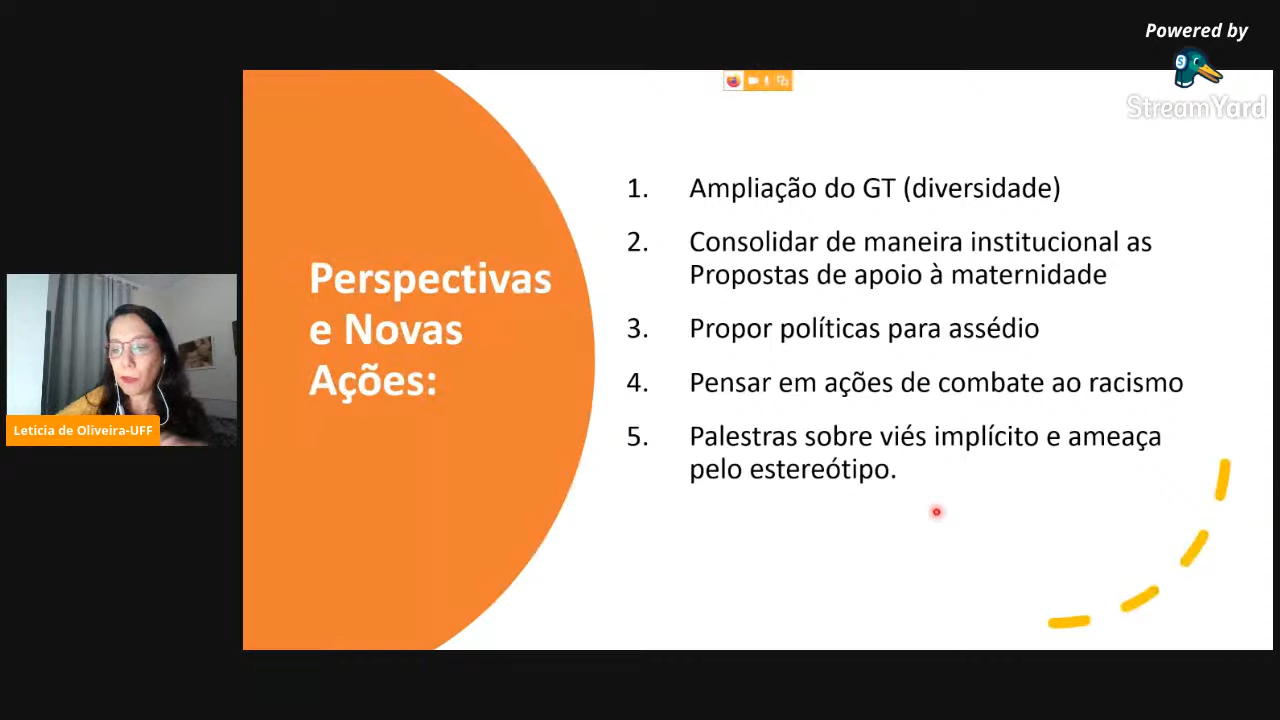 Powered by
StreamYard
Perspectivas
e Novas
Ações:
1. Ampliação do GT (diversidade)
2. Consolidar de maneira institucional as
Propostas de apoio à maternidade
3. Propor políticas para assédio
4. Pensar em ações de combate ao racismo
5. Palestras sobre viés implícito e ameaça
pelo estereótipo.
Leticia de Oliveira-UFF